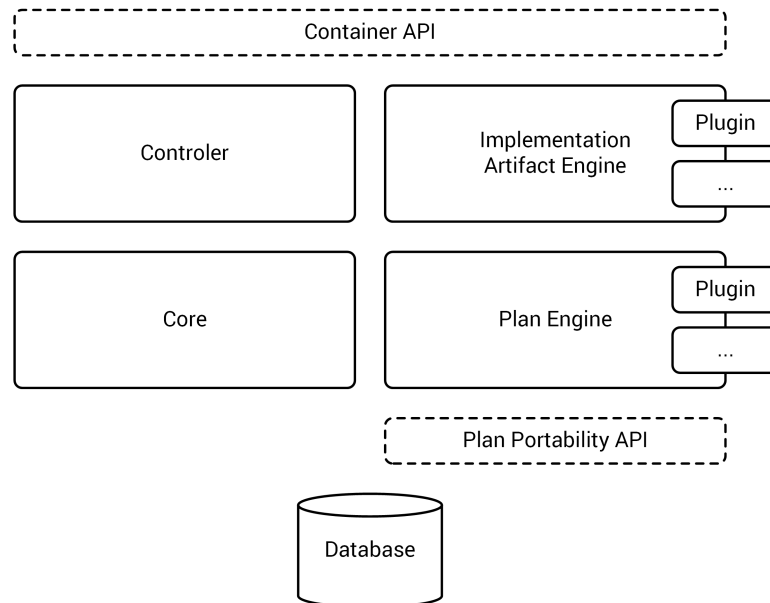 Container API
Controler
Implementation
Artifact Engine
Plugin
...
Core
Plan Engine
Plugin
...
Plan Portability API
Database